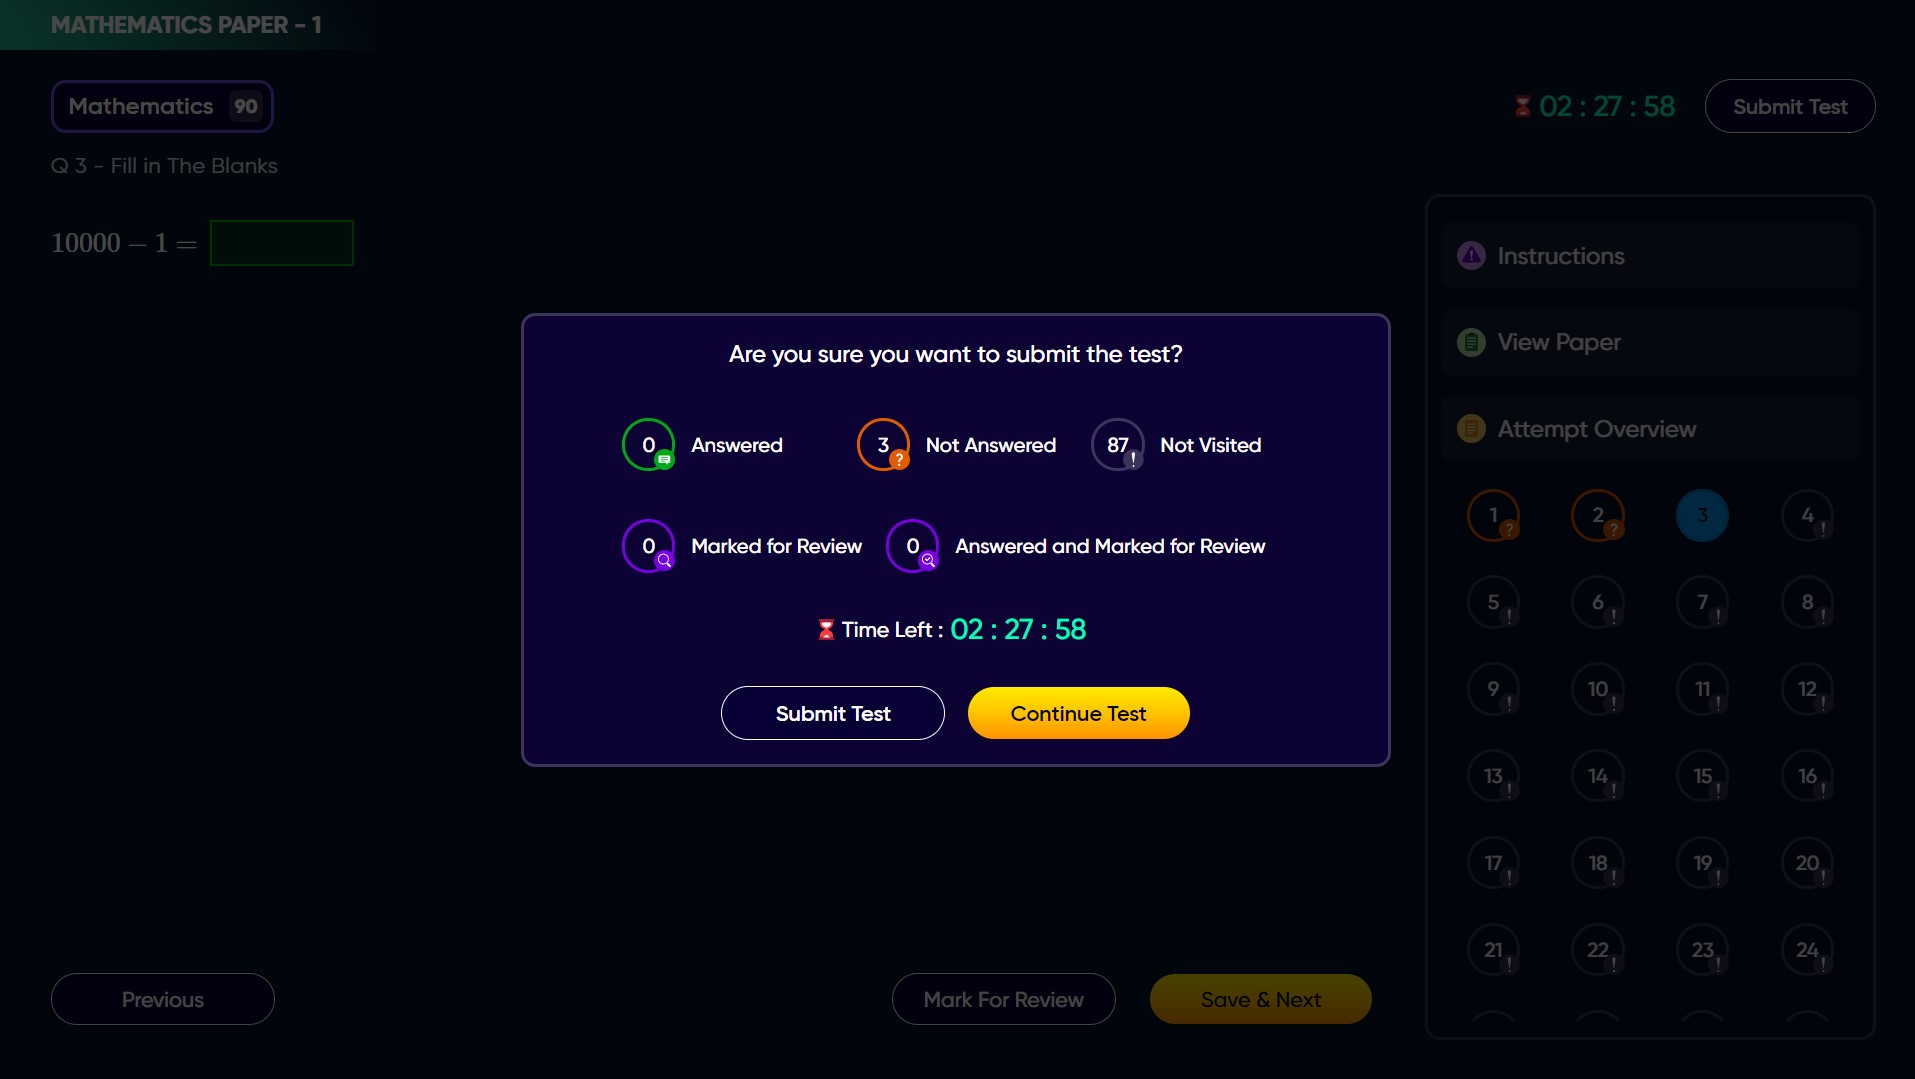 MATHEMATICS PAPER - 1
Mathematics 90
02 : 27 : 58
Submit Test
Q 3 - Fill in The Blanks
10000 − 1 =
Instructions
View Paper
Attempt Overview
1 ? 2 ? 3 4 !
5 ! 6 ! 7 ! 8 !
9 ! 10 ! 11 ! 12 !
13 ! 14 ! 15 ! 16 !
17 ! 18 ! 19 ! 20 !
21 ! 22 ! 23 ! 24 !
Are you sure you want to submit the test?
0 Answered 3 ? Not Answered 87 ! Not Visited
0 Marked for Review 0 Answered and Marked for Review
Time Left : 02 : 27 : 58
Submit Test Continue Test
Previous Mark For Review Save & Next